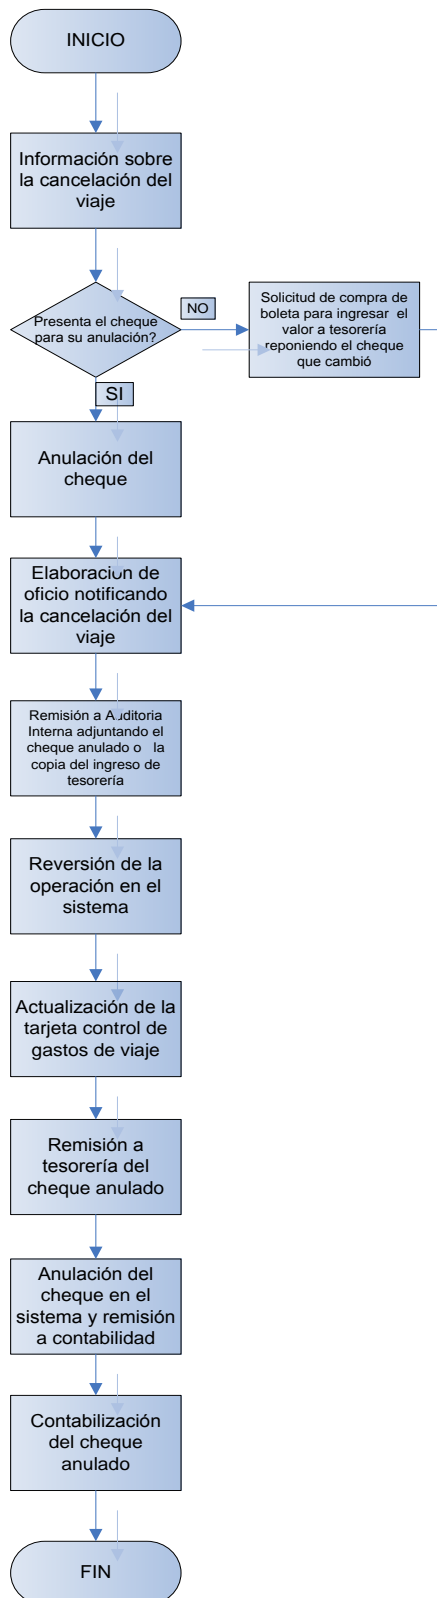 INICIO
Información sobre
la cancelación del
viaje
Presenta el cheque
para su anulación?
NO
Solicitud de compra de
boleta para ingresar el
valor a tesorería
reponiendo el cheque
que cambió
SI
Anulación del
cheque
Elaboración de
oficio notificando
la cancelación del
viaje
Remisión a Auditoria
Interna adjuntando el
cheque anulado o la
copia del ingreso de
tesorería
Reversión de la
operación en el
sistema
Actualización de la
tarjeta control de
gastos de viaje
Remisión a
tesorería del
cheque anulado
Anulación del
cheque en el
sistema y remisión
a contabilidad
Contabilización
del cheque
anulado
FIN